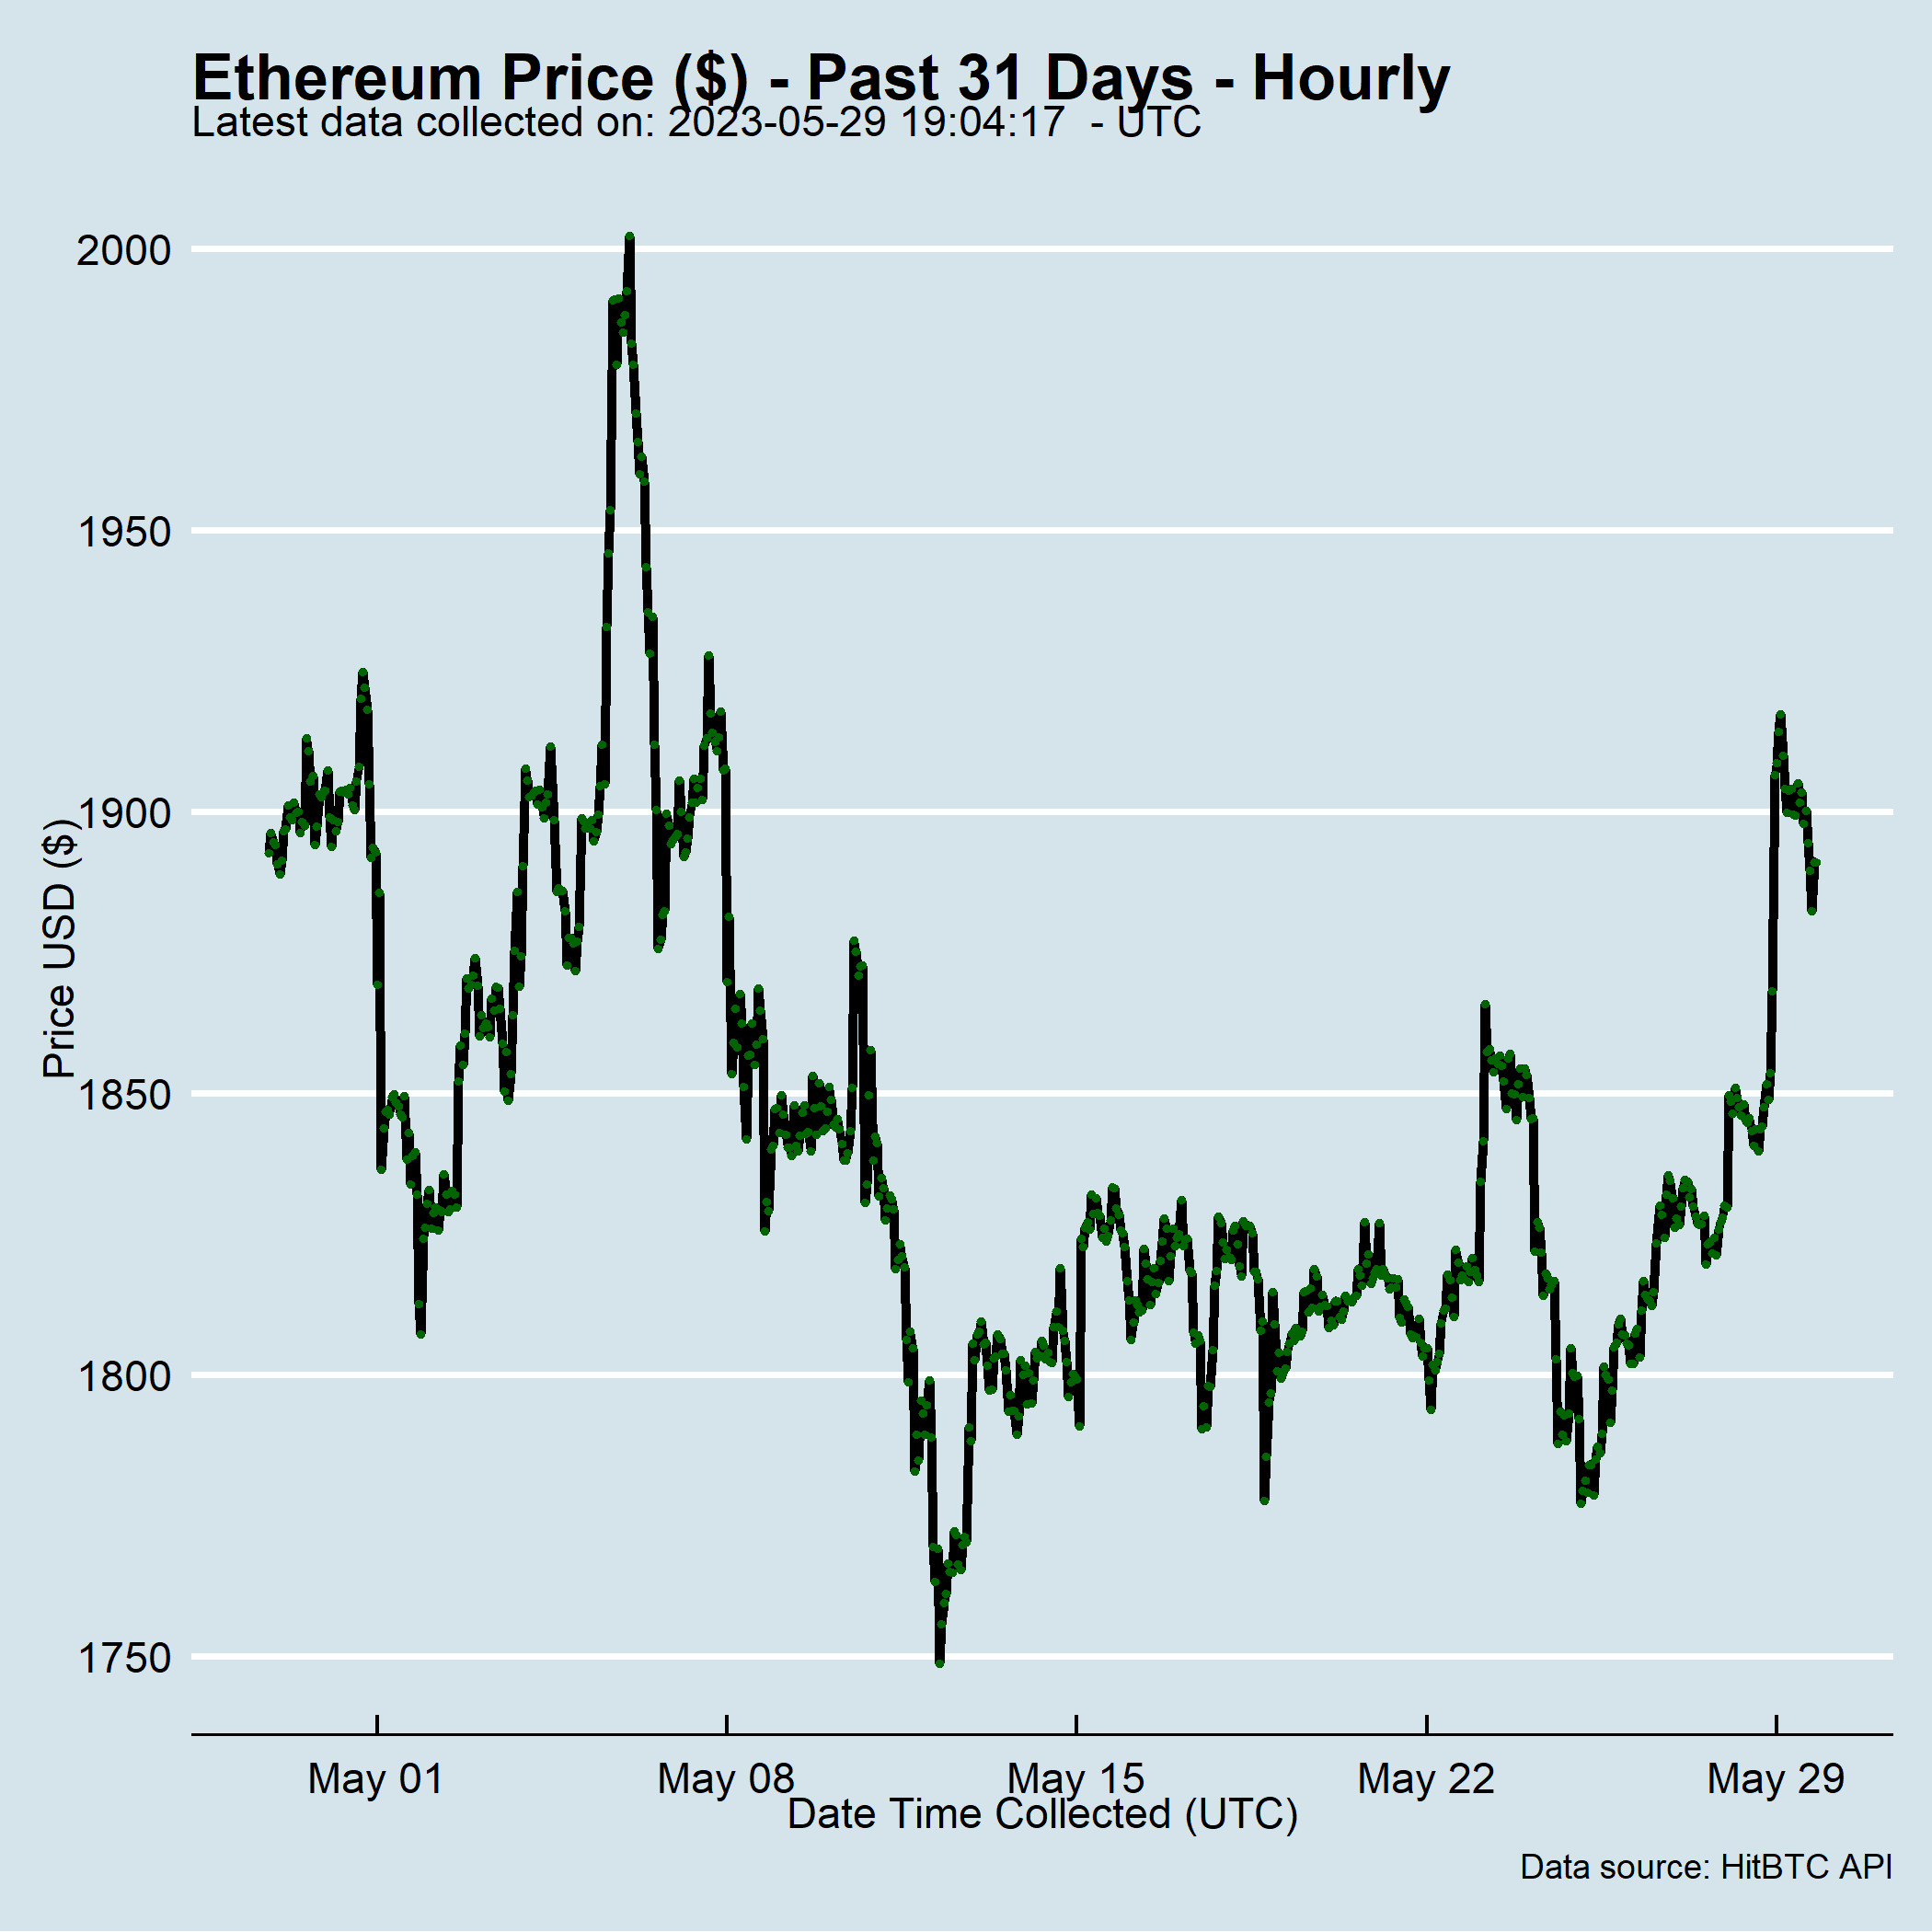 Ethereum Price ($) - Past 31 Days - Hourly
Latest data collected on: 2023-05-29 19:04:17  - UTC
Price USD ($)
2000
1950
1900
1850
1800
1750
May 01 May 08 May 15 May 22 May 29
Date Time Collected (UTC)
Data source: HitBTC API